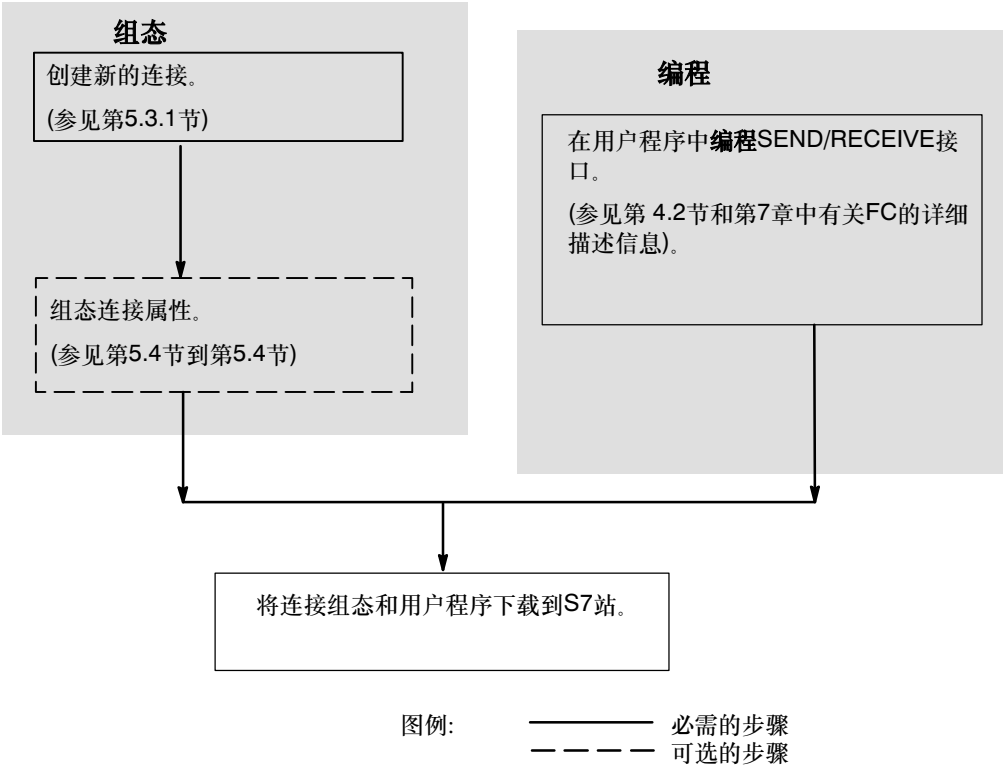 组态
创建新的连接。
(参见第5.3.1节)
组态连接属性。
(参见第5.4节到第5.4节)
编程
在用户程序中编程SEND/RECEIVE接
口。
(参见第 4.2节和第7章中有关FC的详细
描述信息)。
将连接组态和用户程序下载到S7站。
图例:
必需的步骤
可选的步骤